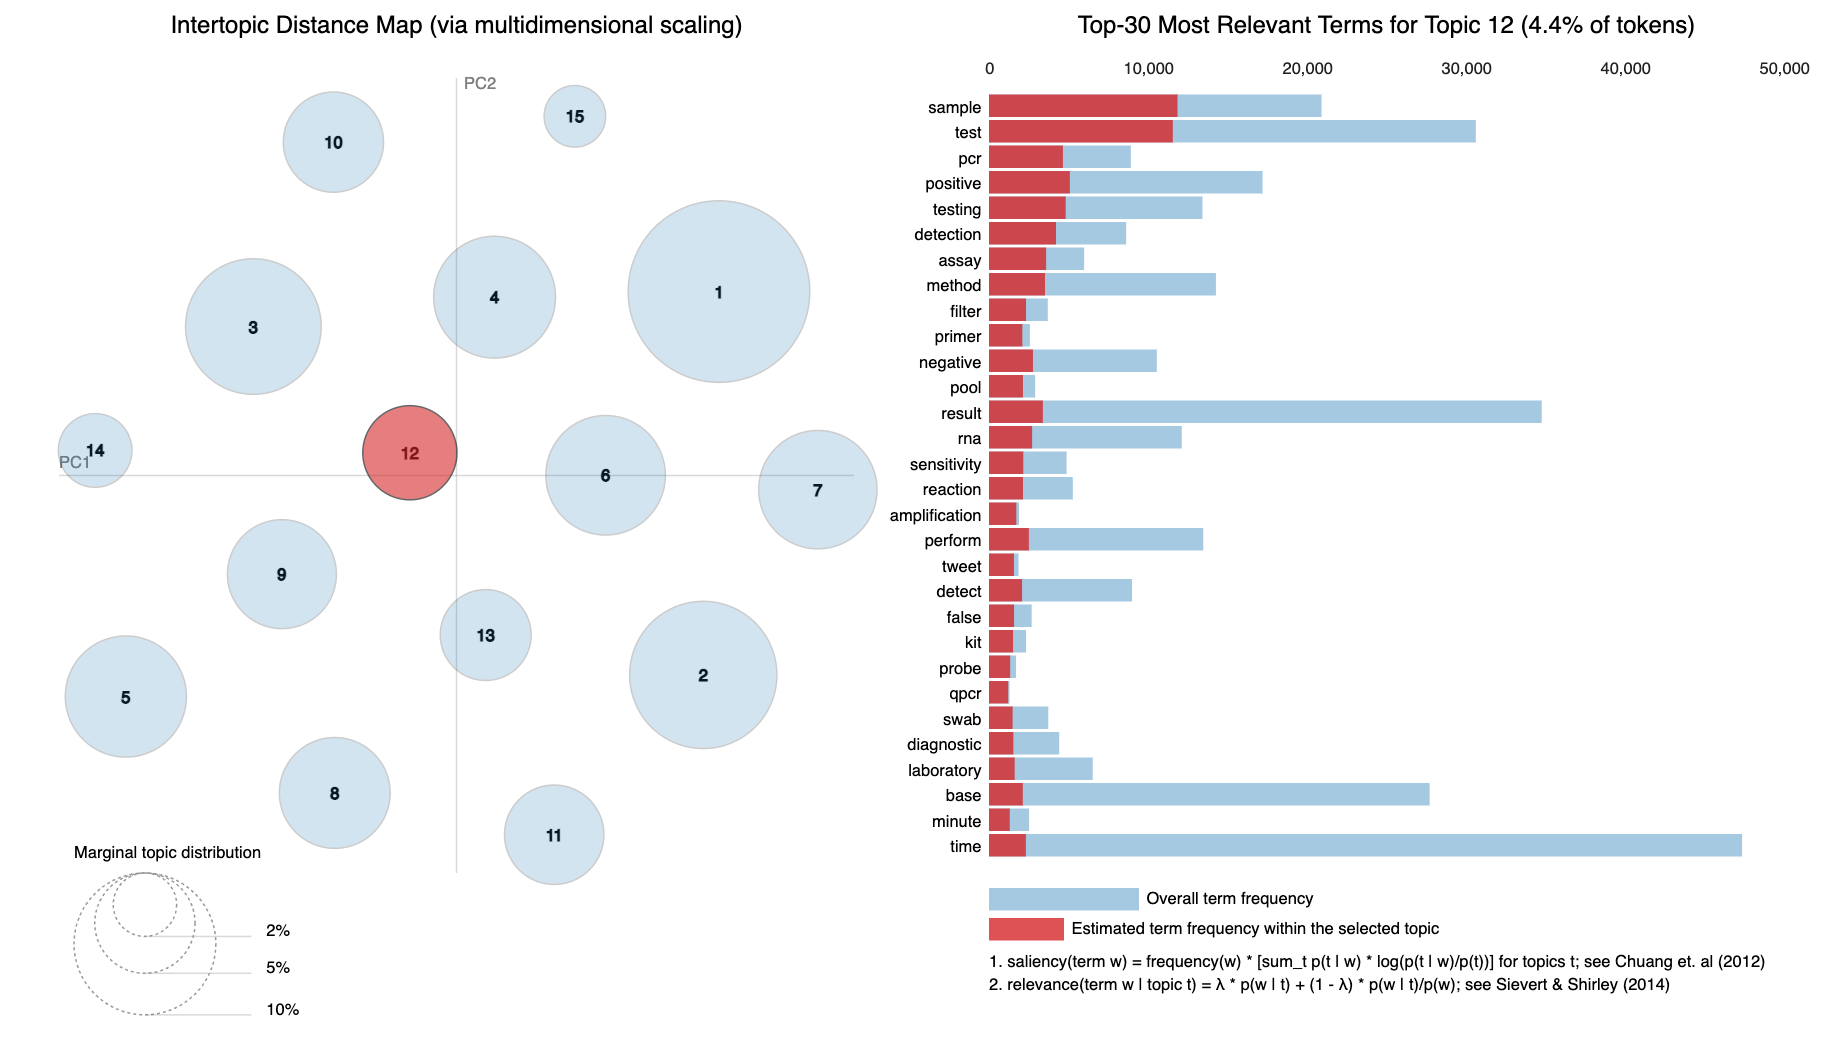 Intertopic Distance Map (via multidimensional scaling)
PC2
PC1
10
15
4
1
3
14
12
6
7
9
13
2
5
8
11
Marginal topic distribution
2%
5%
10%
Top-30 Most Relevant Terms for Topic 12 (4.4% of tokens)
0 10,000 20,000 30,000 40,000 50,000
sample
test
pcr
positive
testing
detection
assay
method
filter
primer
negative
pool
result
rna
sensitivity
reaction
amplification
perform
tweet
detect
false
kit
probe
qpcr
swab
diagnostic
laboratory
base
minute
time
Overall term frequency
Estimated term frequency within the selected topic
1. saliency(term w) = frequency(w) * [sum_t p(t | w) * log(p(t | w)/p(t))] for topics t; see Chuang et. al (2012)
2. relevance(term w | topic t) = λ * p(w | t) + (1 - λ) * p(w | t)/p(w); see Sievert & Shirley (2014)